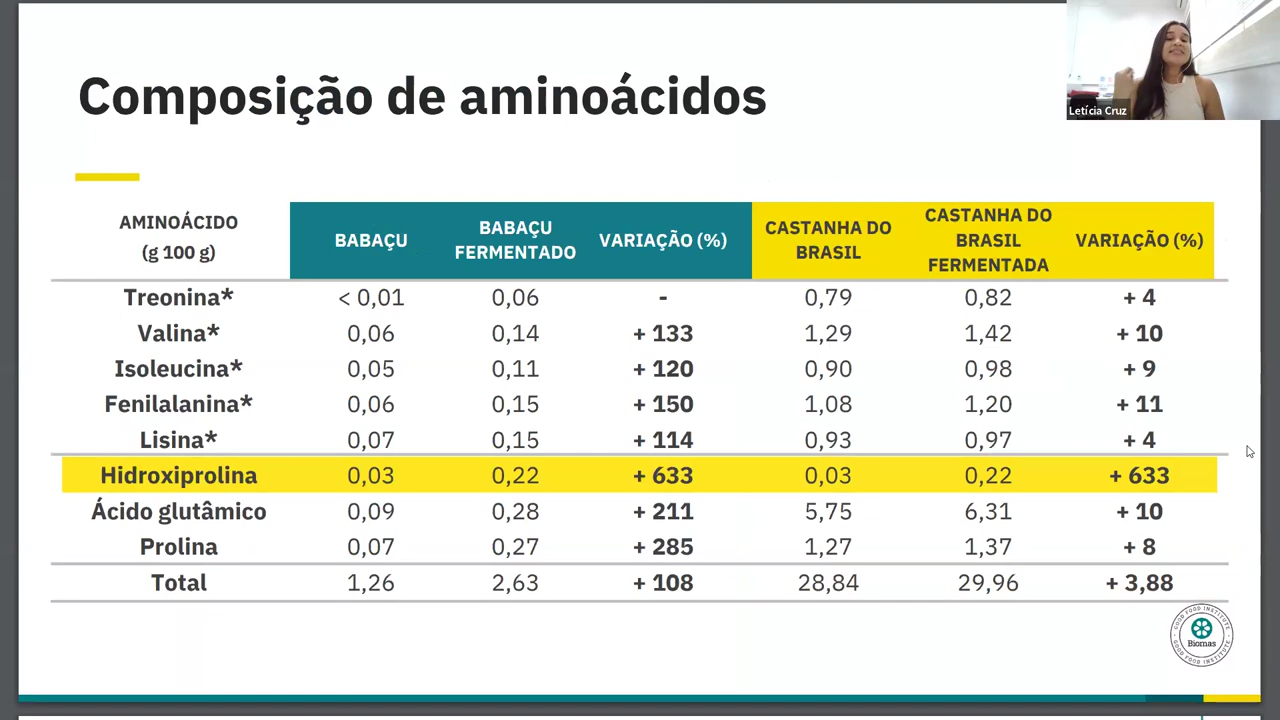 Composição de aminoácidos
Letícia Cruz
AMINOÁCIDO
(g 100 g)
BABAÇU
BABAÇU
FERMENTADO
VARIAÇÃO (%)
CASTANHA DO
BRASIL
CASTANHA DO
BRASIL
FERMENTADA
VARIAÇÃO (%)
Treonina* < 0,01 0,06 - 0,79 0,82 + 4
Valina* 0,06 0,14 + 133 1,29 1,42 + 10
Isoleucina* 0,05 0,11 + 120 0,90 0,98 + 9
Fenilalanina* 0,06 0,15 + 150 1,08 1,20 + 11
Lisina* 0,07 0,15 + 114 0,93 0,97 + 4
Hidroxiprolina 0,03 0,22 + 633 0,03 0,22 + 633
Ácido glutâmico 0,09 0,28 + 211 5,75 6,31 + 10
Prolina 0,07 0,27 + 285 1,27 1,37 + 8
Total 1,26 2,63 + 108 28,84 29,96 + 3,88
GOOD FOOD INSTITUTE
Biomas
GOOD FOOD INSTITUTE